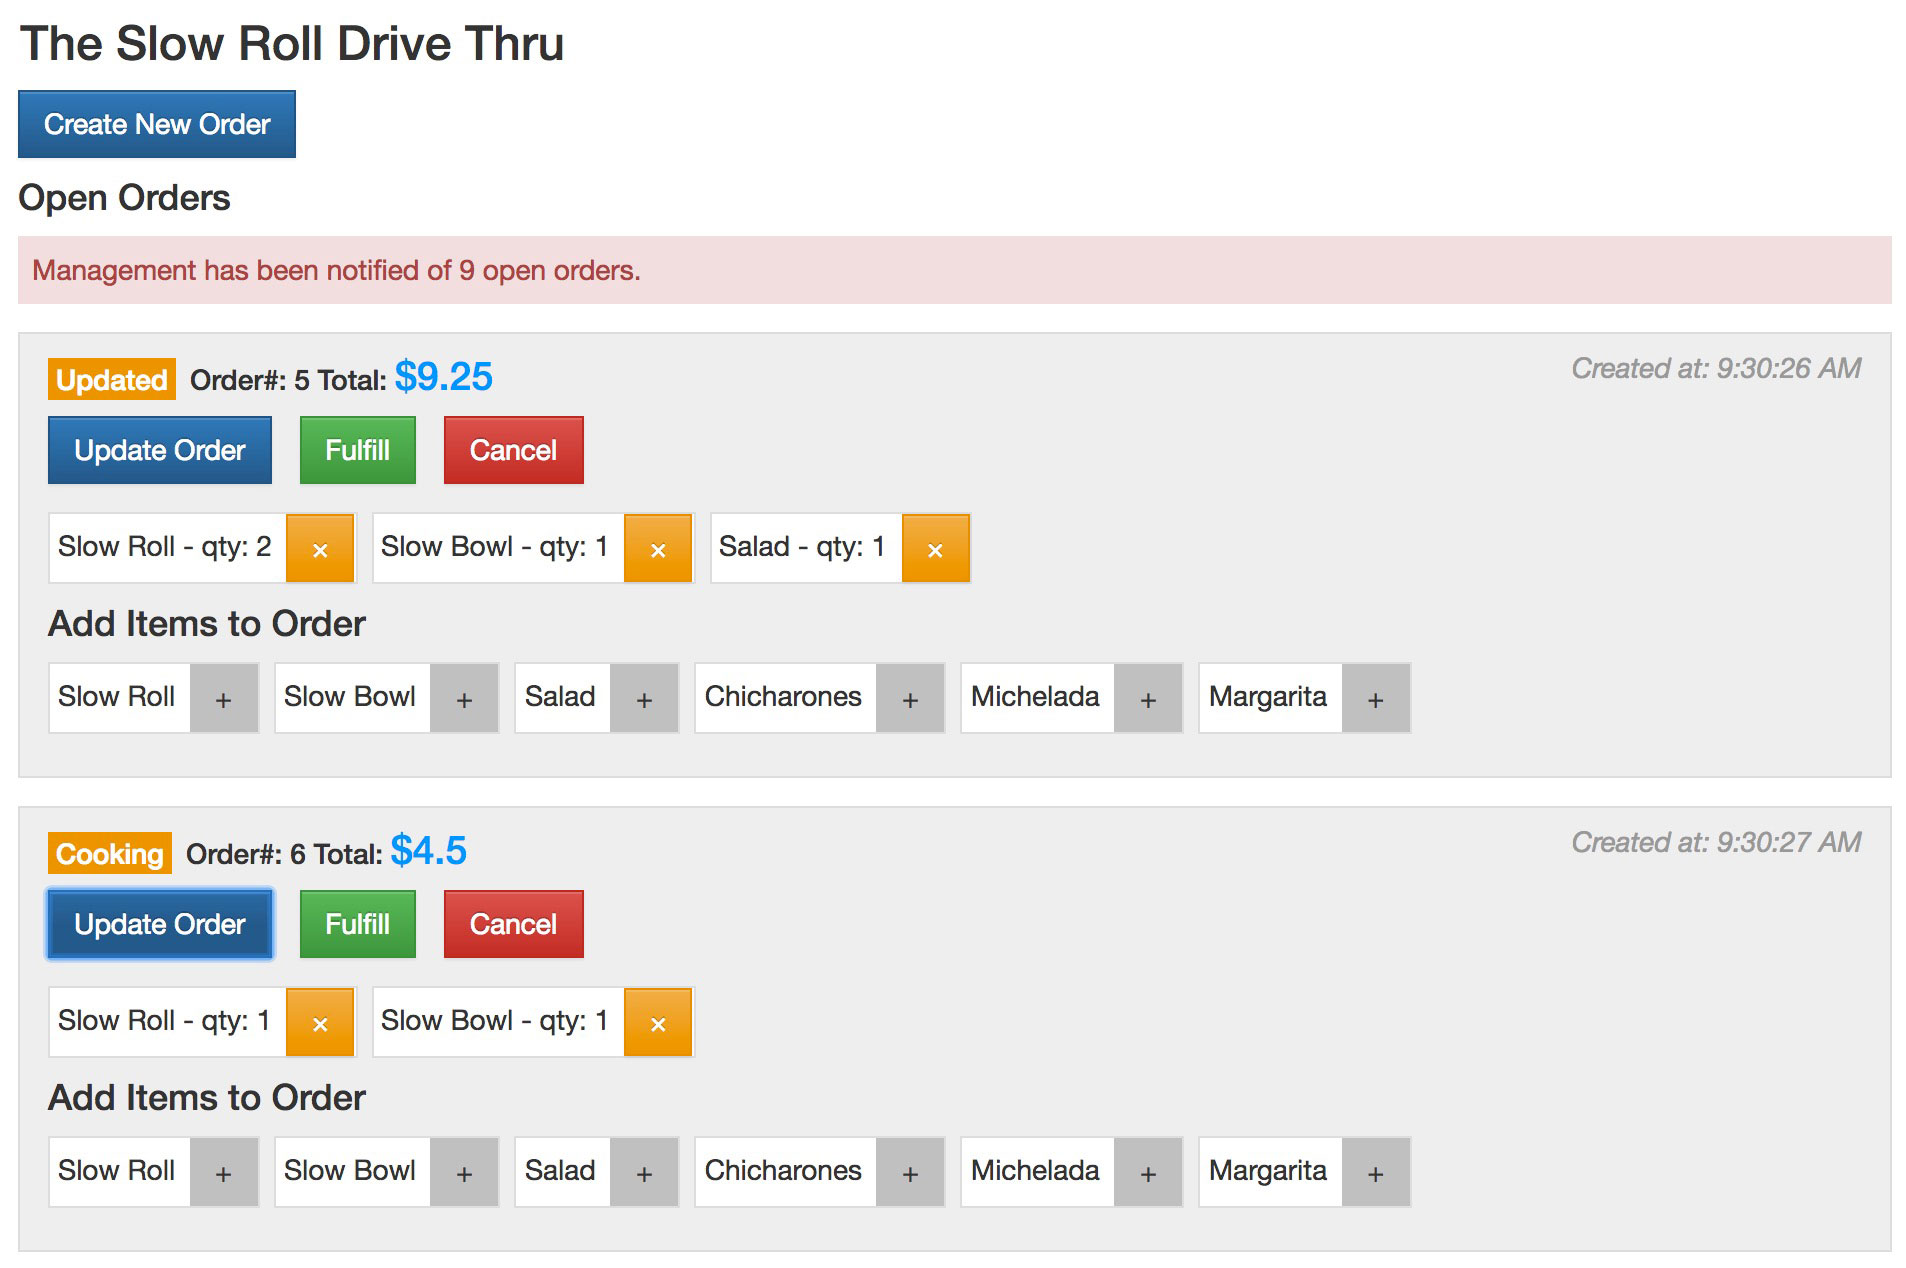 The Slow Roll Drive Thru
Create New Order
Open Orders
Management has been notified of 9 open orders.
Updated Order#: 5 Total: $9.25 Created at: 9:30:26 AM
Update Order Fulfill Cancel
Slow Roll - qty: 2 × Slow Bowl - qty: 1 × Salad - qty: 1 ×
Add Items to Order
Slow Roll + Slow Bowl + Salad + Chicharones + Michelada + Margarita +
Cooking Order#: 6 Total: $4.5 Created at: 9:30:27 AM
Update Order Fulfill Cancel
Slow Roll - qty: 1 × Slow Bowl - qty: 1 ×
Add Items to Order
Slow Roll + Slow Bowl + Salad + Chicharones + Michelada + Margarita +